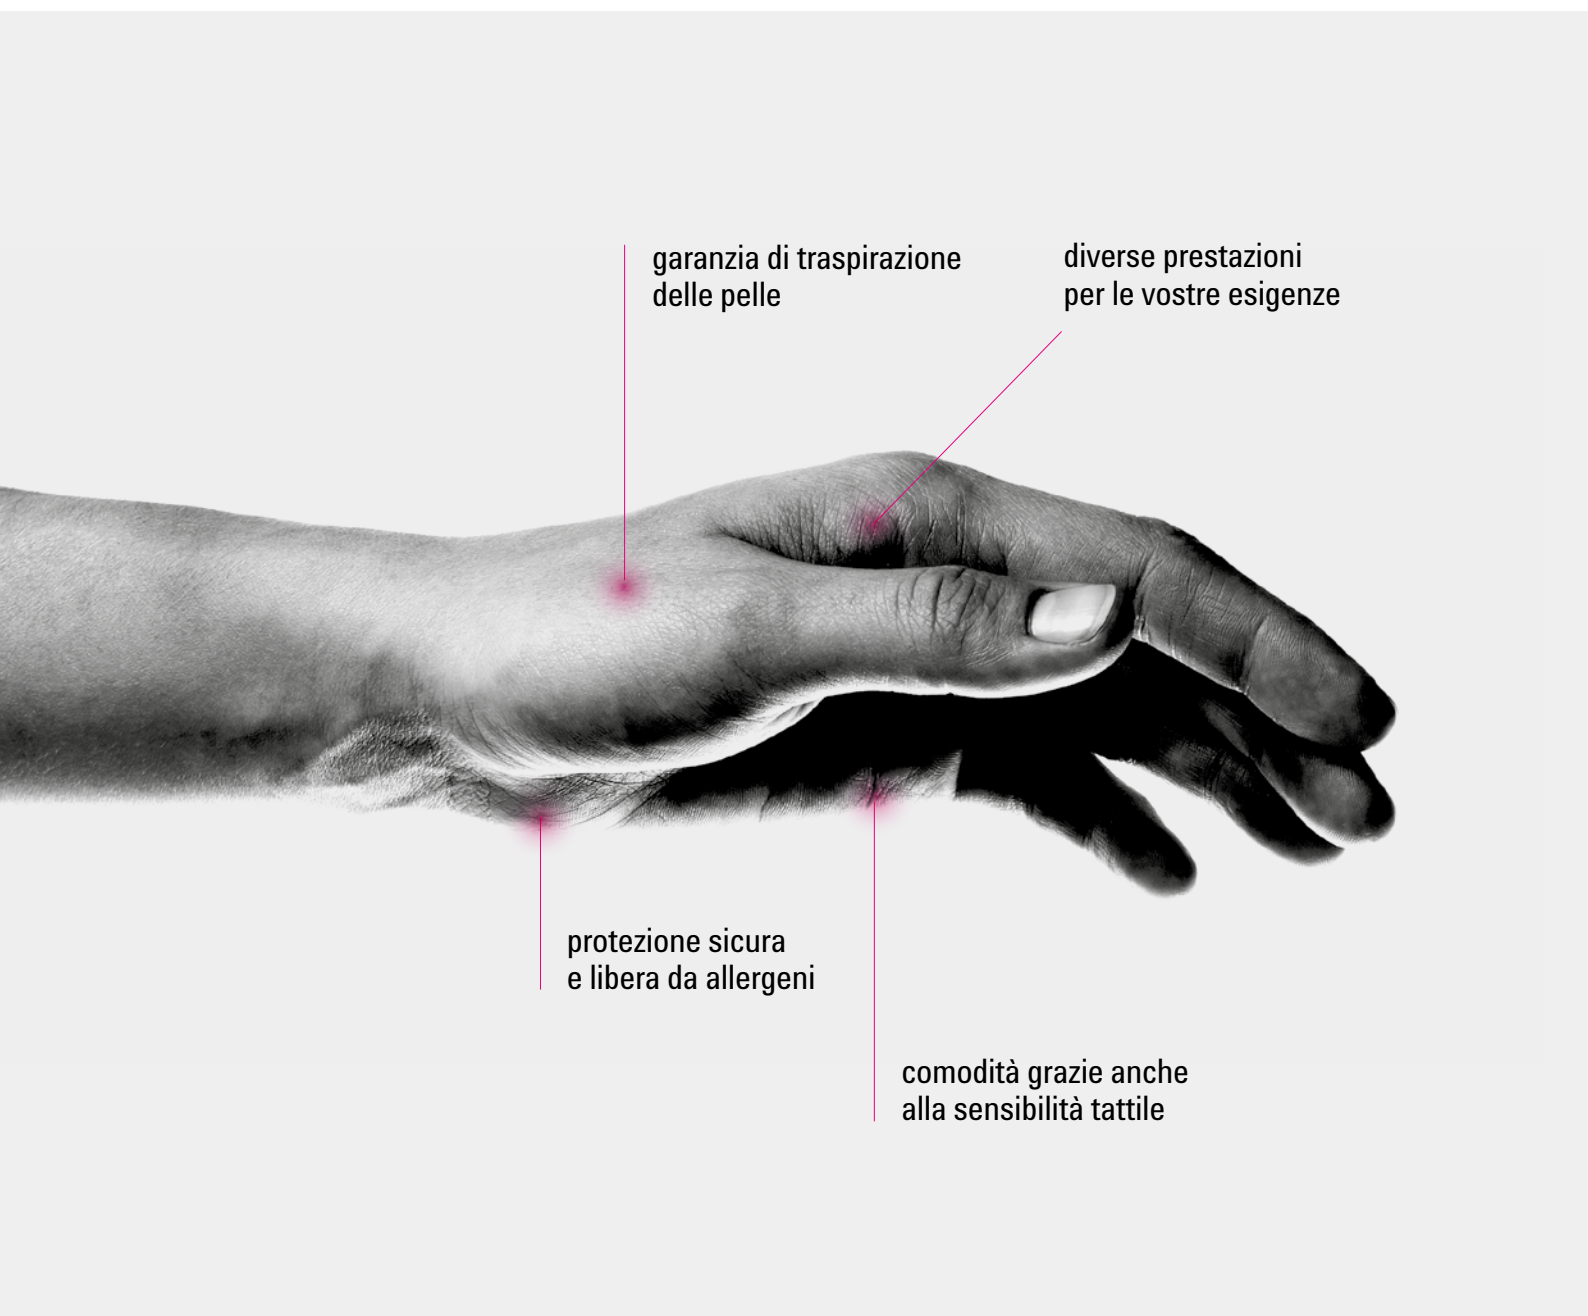 garanzia di traspirazione
delle pelle
diverse prestazioni
per le vostre esigenze
protezione sicura
e libera da allergeni
comodità grazie anche
alla sensibilità tattile